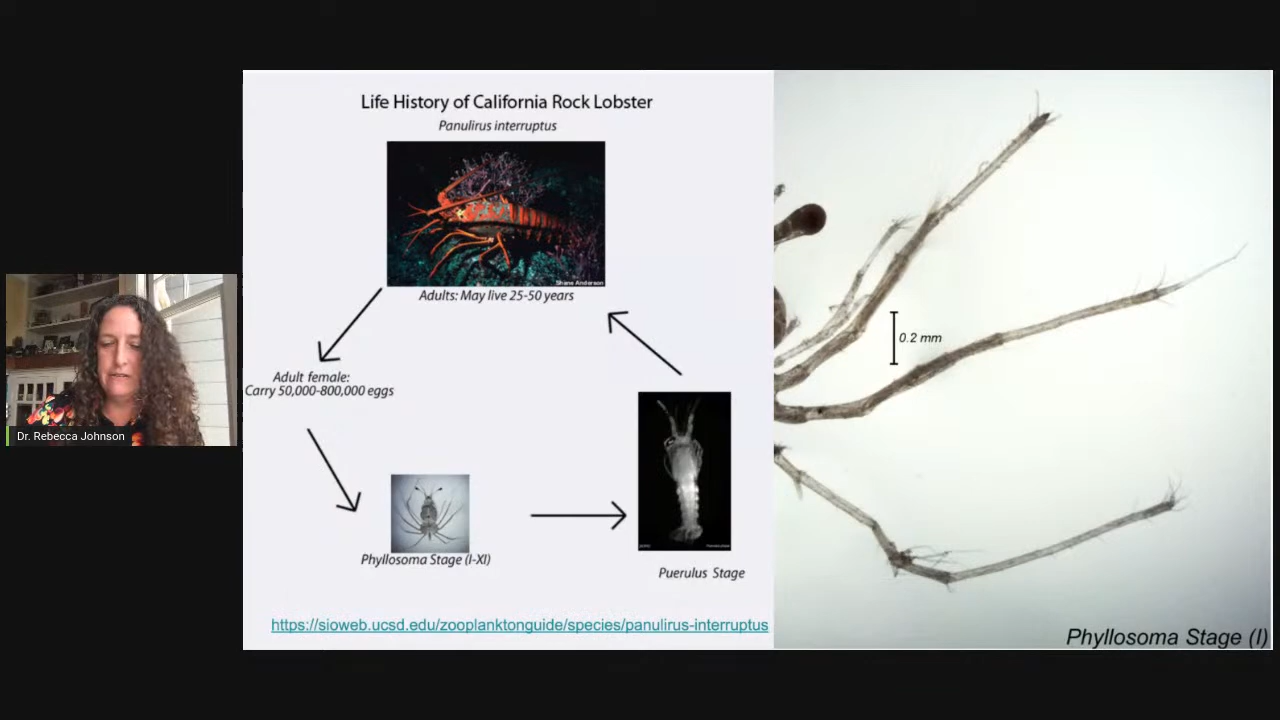 Life History of California Rock Lobster
Panulirus interruptus
Shane Anderson
Adults: May live 25-50 years
Adult female:
Carry 50,000-800,000 eggs
Phyllosoma Stage (I-XI)
Puerulus Stage
https://sioweb.ucsd.edu/zooplanktonguide/species/panulirus-interruptus
0.2 mm
Phyllosoma Stage (I)
Dr. Rebecca Johnson